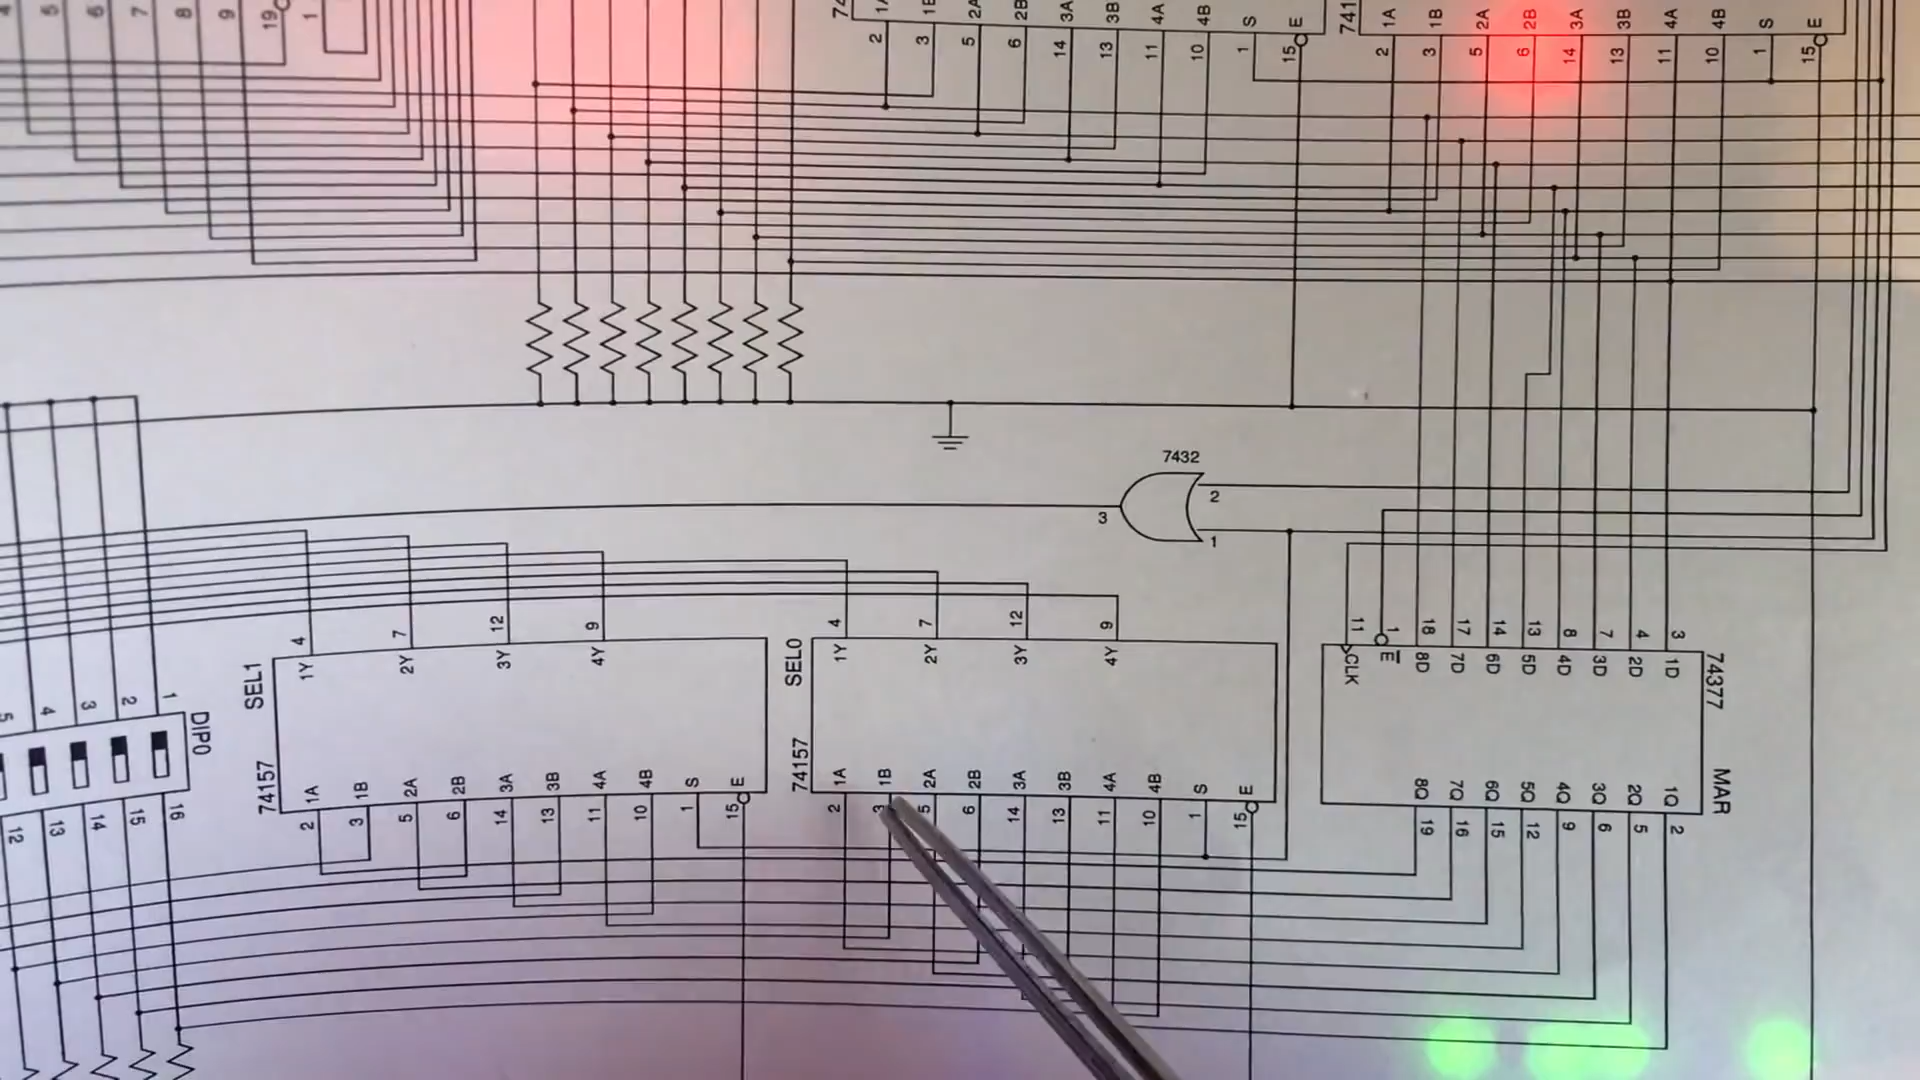 4 5 6 7 8 9 19 1
1A 1B 2A 2B 3A 3B 4A 4B S E
2 3 5 6 14 13 11 10 1 15
741
1A 1B 2A 2B 3A 3B 4A 4B S E
2 3 5 6 14 13 11 10 1 15
7432
2
3
1
4 7 12 9
1Y 2Y 3Y 4Y
SEL1
74157
1A 1B 2A 2B 3A 3B 4A 4B S E
2 3 5 6 14 13 11 10 1 15
4 7 12 9
1Y 2Y 3Y 4Y
SEL0
74157
1A 1B 2A 2B 3A 3B 4A 4B S E
2 3 5 6 14 13 11 10 1 15
11 1 18 17 14 13 8 7 4 3
CLK E 8D 7D 6D 5D 4D 3D 2D 1D
74377
MAR
8Q 7Q 6Q 5Q 4Q 3Q 2Q 1Q
19 16 15 12 9 6 5 2
5 4 3 2 1
DIP0
12 13 14 15 16